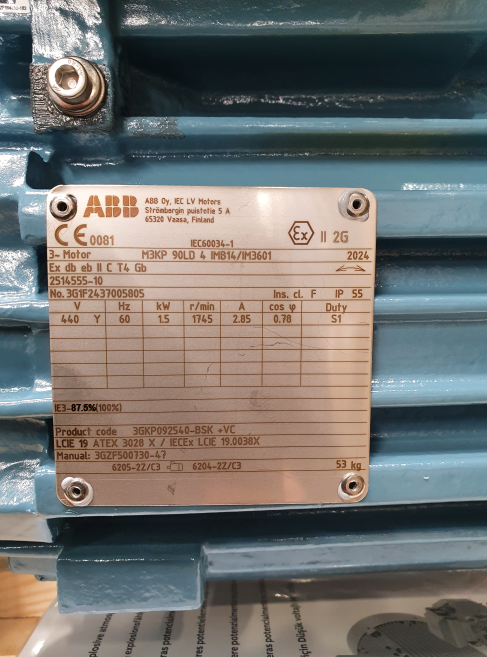 ABB
ABB Oy, IEC LV Motors
Strömbergin puistotie 5 A
65320 Vaasa, Finland
CE 0081
IEC60034-1
Ex II 2G
3~ Motor M3KP 90LD 4 IMB14/IM3601 2024
Ex db eb II C T4 Gb
2514555-10
No. 3G1F2437005805 Ins. cl. F IP 55
V Hz kW r/min A cos φ Duty
440 Y 60 1.5 1745 2.85 0.78 S1
IE3-87.5%(100%)
Product code 3GKP092540-BSK +VC
LCIE 19 ATEX 3028 X / IECEx LCIE 19.0038X
Manual: 3GZF500730-47
6205-2Z/C3 6204-2Z/C3 53 kg